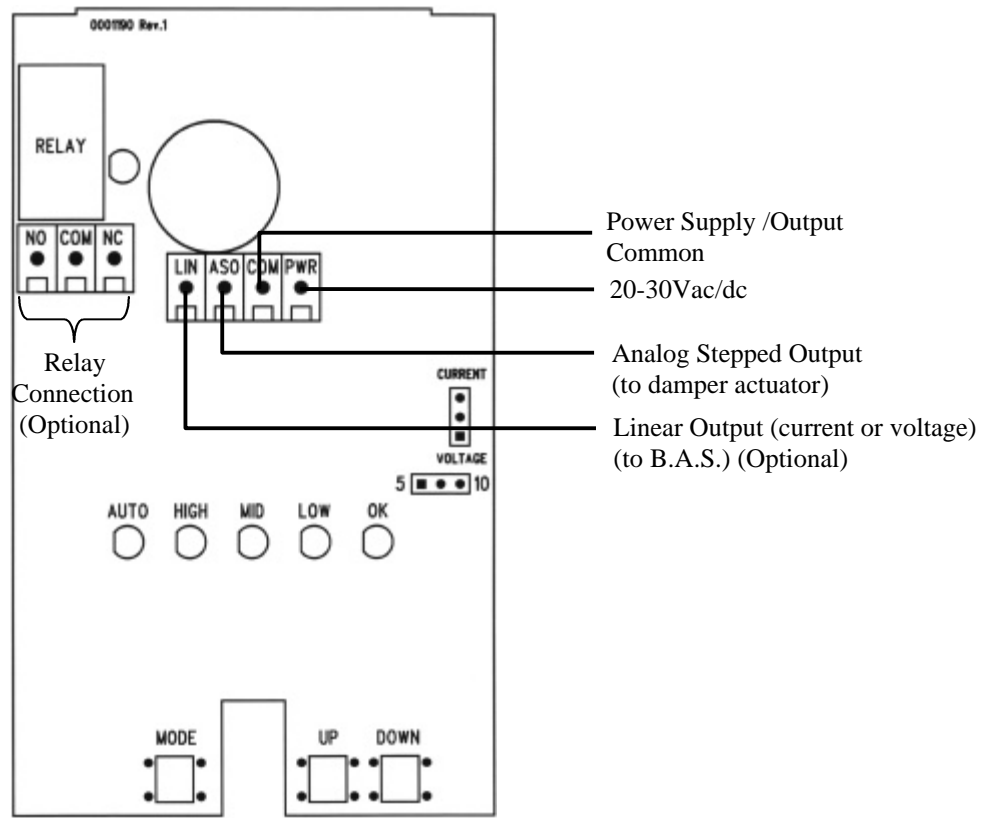 0001190 Rev.1
RELAY
NO COM NC
LIN ASO COM PWR
Power Supply /Output
Common
20-30Vac/dc
Relay
Connection
(Optional)
Analog Stepped Output
(to damper actuator)
CURRENT
Linear Output (current or voltage)
(to B.A.S.) (Optional)
VOLTAGE
5 10
AUTO HIGH MID LOW OK
MODE UP DOWN